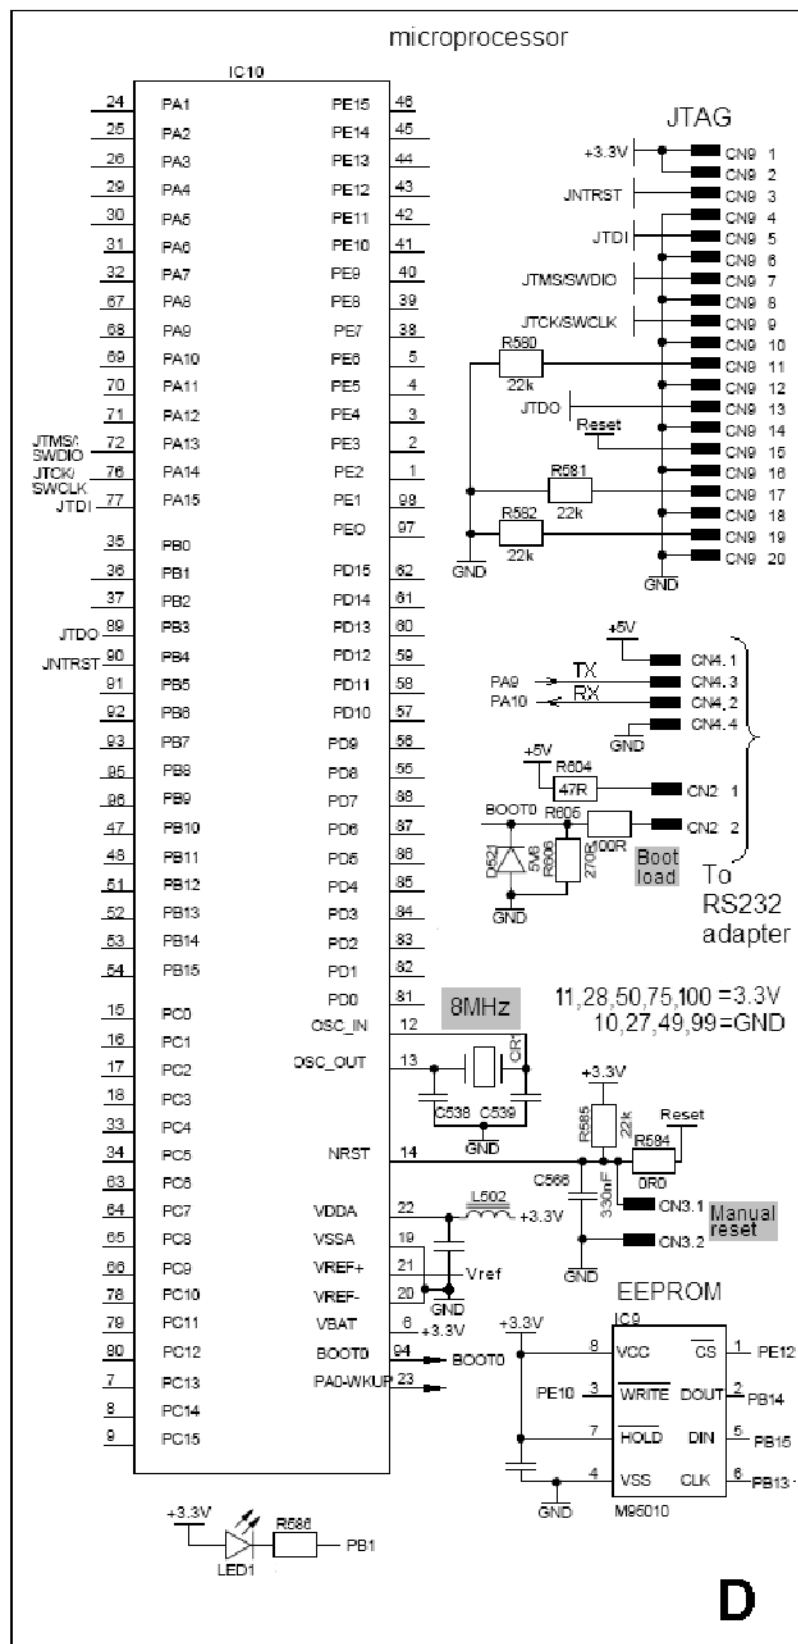 microprocessor
IC10
24 PA1 PE15 46
25 PA2 PE14 45
26 PA3 PE13 44
29 PA4 PE12 43
30 PA5 PE11 42
31 PA6 PE10 41
32 PA7 PE9 40
67 PA8 PE8 39
68 PA9 PE7 38
69 PA10 PE6 5
70 PA11 PE5 4
71 PA12 PE4 3
JTMS/
SWDIO 72 PA13 PE3 2
JTCK/
SWCLK 76 PA14 PE2 1
JTDI 77 PA15 PE1 98
PE0 97
35 PB0
36 PB1 PD15 62
37 PB2 PD14 61
JTDO 89 PB3 PD13 60
JNTRST 90 PB4 PD12 59
91 PB5 PD11 58
92 PB6 PD10 57
93 PB7 PD9 56
95 PB8 PD8 55
96 PB9 PD7 88
47 PB10 PD6 87
48 PB11 PD5 86
51 PB12 PD4 85
52 PB13 PD3 84
53 PB14 PD2 83
54 PB15 PD1 82
PD0 81
15 PC0 OSC_IN 12
16 PC1
17 PC2 OSC_OUT 13
18 PC3
33 PC4
34 PC5 NRST 14
63 PC6
64 PC7 VDDA 22
65 PC8 VSSA 19
66 PC9 VREF+ 21
78 PC10 VREF- 20
79 PC11 VBAT 6
80 PC12 BOOT0 94
7 PC13 PA0-WKUP 23
8 PC14
9 PC15
JTAG
+3.3V CN9 1
CN9 2
JNTRST CN9 3
CN9 4
JTDI CN9 5
CN9 6
JTMS/SWDIO CN9 7
CN9 8
JTCK/SWCLK CN9 9
CN9 10
R580 22k CN9 11
CN9 12
JTDO CN9 13
CN9 14
Reset CN9 15
CN9 16
R581 22k CN9 17
CN9 18
R582 22k CN9 19
CN9 20
GND GND
+5V CN4.1
PA9 TX CN4.3
PA10 RX CN4.2
GND CN4.4
+5V R604 47R CN2 1
BOOT0 R605 100R CN2 2
D521 5V6 R606 270R
GND
Boot
load
To
RS232
adapter
8MHz
CR1
C538 C539
GND
11,28,50,75,100 =3.3V
10,27,49,99=GND
+3.3V
R585 22k
R584 0R0
Reset
C566 330nF
CN3.1
CN3.2
GND
Manual
reset
L502
+3.3V
Vref
GND
+3.3V
BOOT0
EEPROM
IC9
+3.3V
8 VCC CS 1 PE12
PE10 3 WRITE DOUT 2 PB14
7 HOLD DIN 5 PB15
4 VSS CLK 6 PB13
GND
M95010
+3.3V
LED1
R586
PB1
D